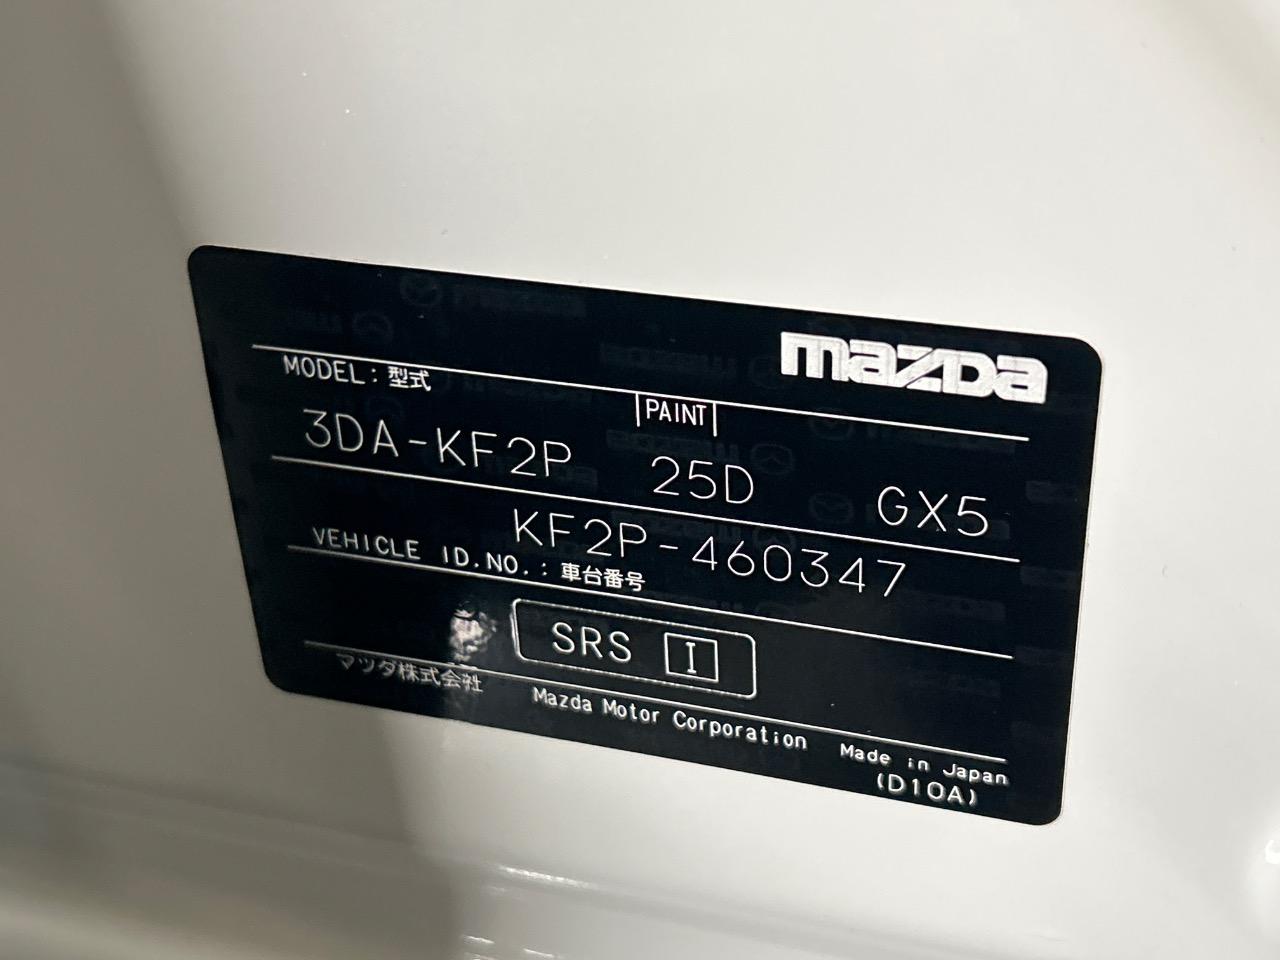 mazda
MODEL: 型式
PAINT
3DA-KF2P 25D GX5
KF2P-460347
VEHICLE ID.NO.: 車台番号
SRS I
マツダ株式会社 Mazda Motor Corporation Made in Japan
(D10A)